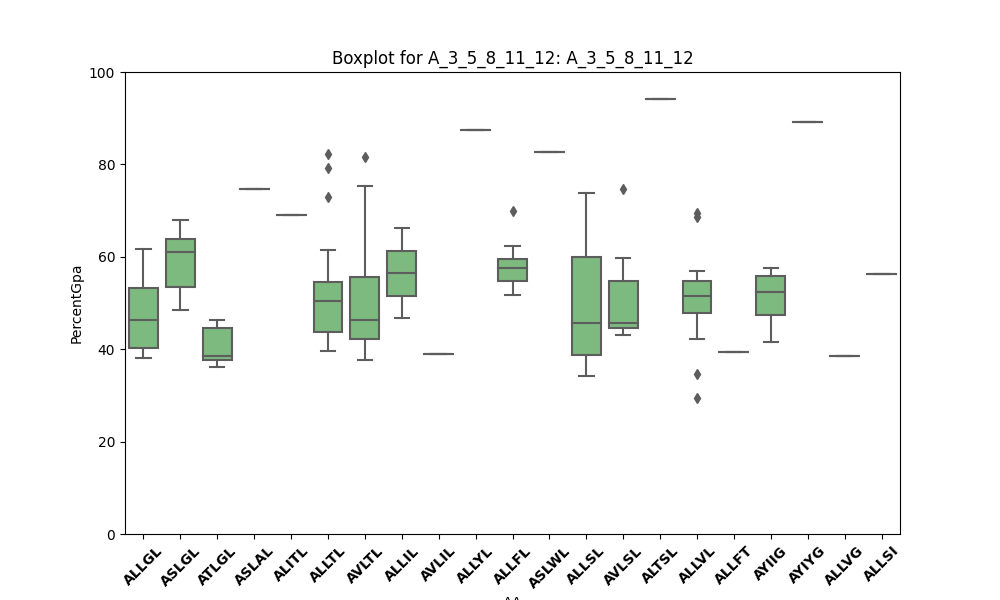 Boxplot for A_3_5_8_11_12: A_3_5_8_11_12
PercentGpa
100
80
60
40
20
0
ALLGL
ASLGL
ATLGL
ASLAL
ALITL
ALLTL
AVLTL
ALLIL
AVLIL
ALLYL
ALLFL
ASLWL
ALLSL
AVLSL
ALTSL
ALLVL
ALLFT
AYIIG
AYIYG
ALLVG
ALLSI